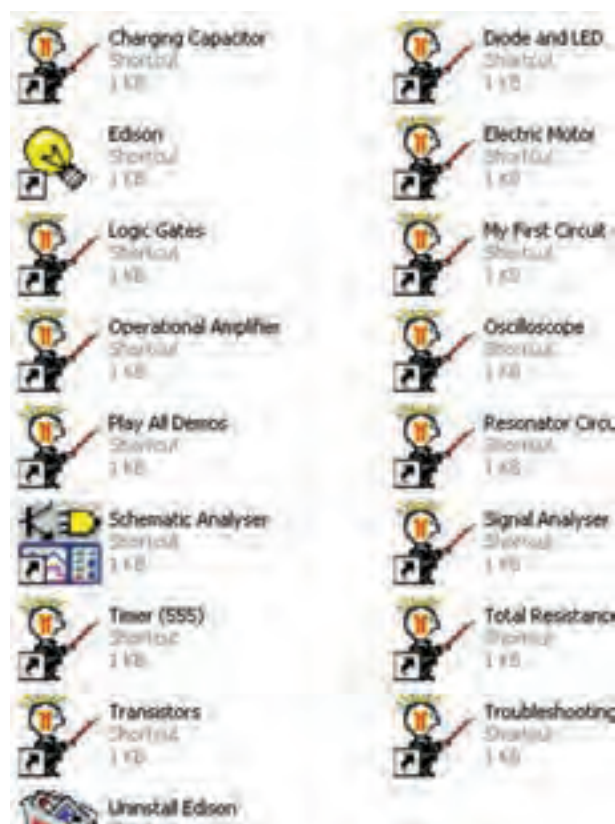 Charging Capacitor
Shortcut
1 KB
Diode and LED
Shortcut
1 KB
Edison
Shortcut
1 KB
Electric Motor
Shortcut
1 KB
Logic Gates
Shortcut
1 KB
My First Circuit
Shortcut
1 KB
Operational Amplifier
Shortcut
1 KB
Oscilloscope
Shortcut
1 KB
Play All Demos
Shortcut
1 KB
Resonator Circu
Shortcut
1 KB
Schematic Analyser
Shortcut
1 KB
Signal Analyser
Shortcut
1 KB
Timer (555)
Shortcut
1 KB
Total Resistance
Shortcut
1 KB
Transistors
Shortcut
1 KB
Troubleshooting
Shortcut
1 KB
Uninstall Edison